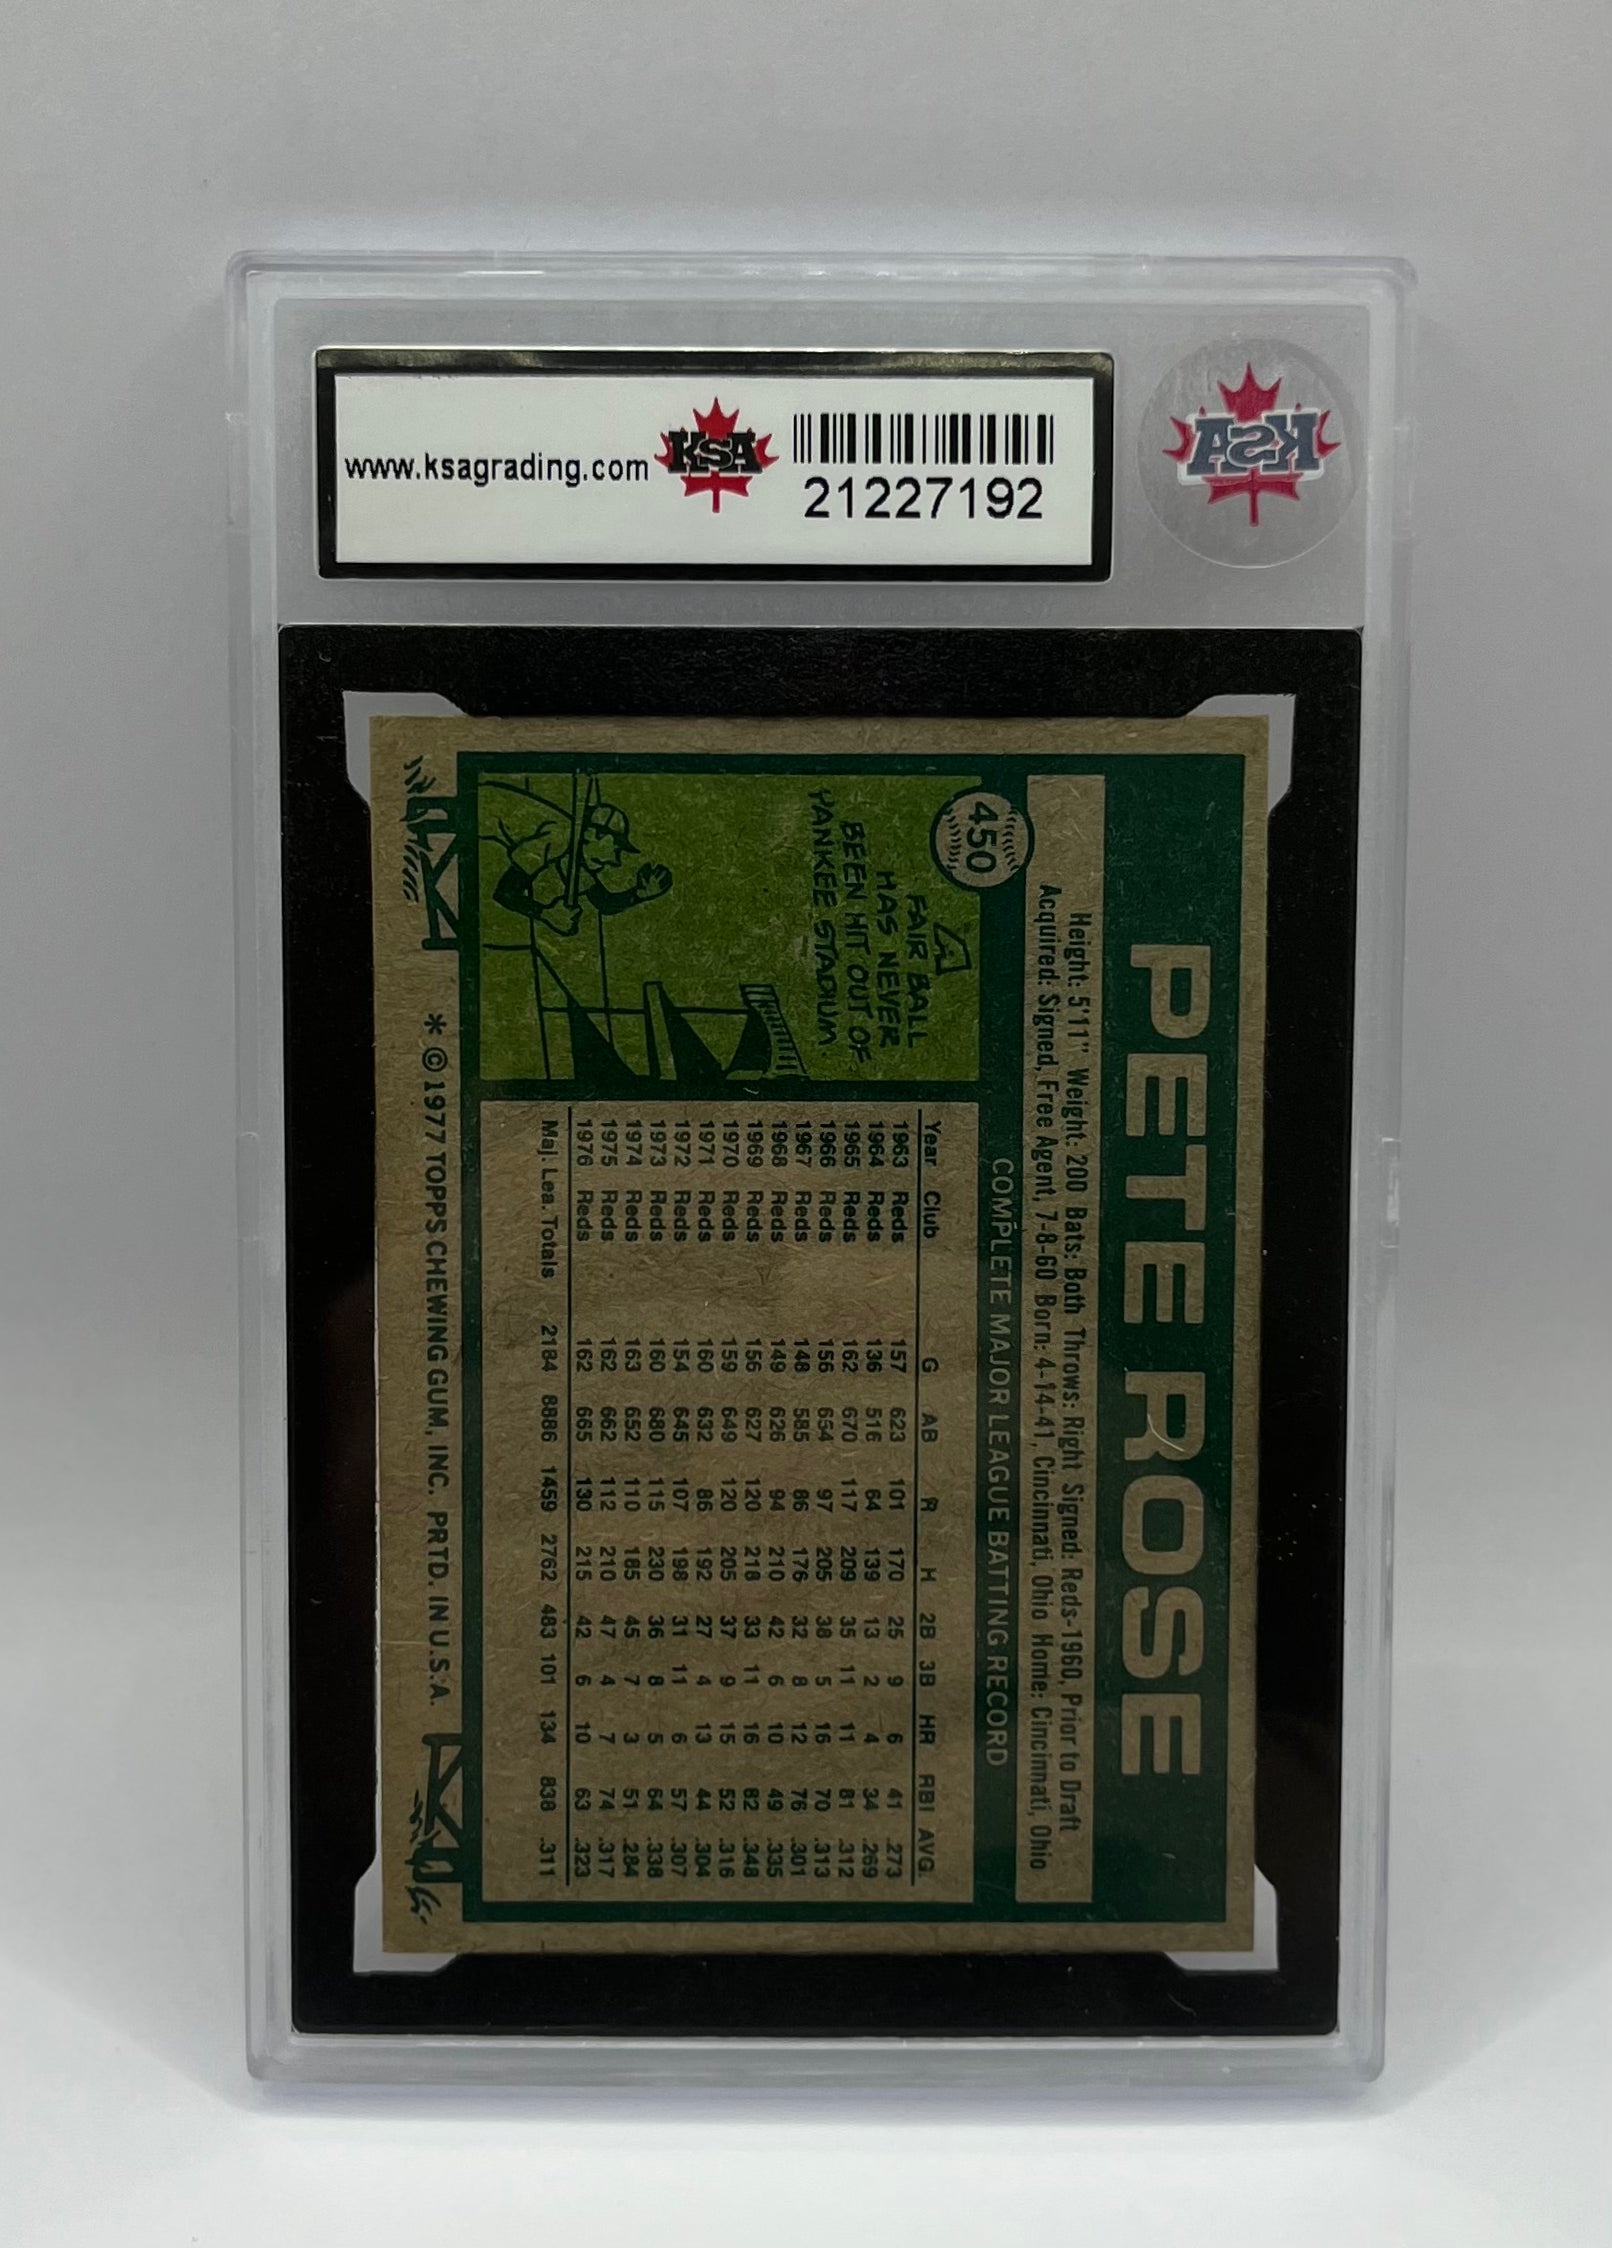 www.ksagrading.com
KSA
21227192
KSA
PETE ROSE
450
Height: 5'11" Weight: 200 Bats: Both Throws: Right Signed: Reds-1960, Prior to Draft
Acquired: Signed, Free Agent, 7-8-60 Born: 4-14-41, Cincinnati, Ohio Home: Cincinnati, Ohio
COMPLETE MAJOR LEAGUE BATTING RECORD
A
FAIR BALL
HAS NEVER
BEEN HIT OUT OF
YANKEE STADIUM.
Year Club G AB R H 2B 3B HR RBI AVG.
1963 Reds 157 623 101 170 25 9 6 41 .273
1964 Reds 136 516 64 139 13 2 4 34 .269
1965 Reds 162 670 117 209 35 11 11 81 .312
1966 Reds 156 654 97 205 38 5 16 70 .313
1967 Reds 148 585 86 176 32 8 12 76 .301
1968 Reds 149 626 94 210 42 6 10 49 .335
1969 Reds 156 627 120 218 33 11 16 82 .348
1970 Reds 159 649 120 205 37 9 15 52 .316
1971 Reds 160 632 86 192 27 4 13 44 .304
1972 Reds 154 645 107 198 31 11 6 57 .307
1973 Reds 160 680 115 230 36 8 5 64 .338
1974 Reds 163 652 110 185 45 7 3 51 .284
1975 Reds 162 662 112 210 47 4 7 74 .317
1976 Reds 162 665 130 215 42 6 10 63 .323
Maj. Lea. Totals 2184 8886 1459 2762 483 101 134 838 .311
* © 1977 TOPPS CHEWING GUM, INC. PRTD. IN U.S.A.